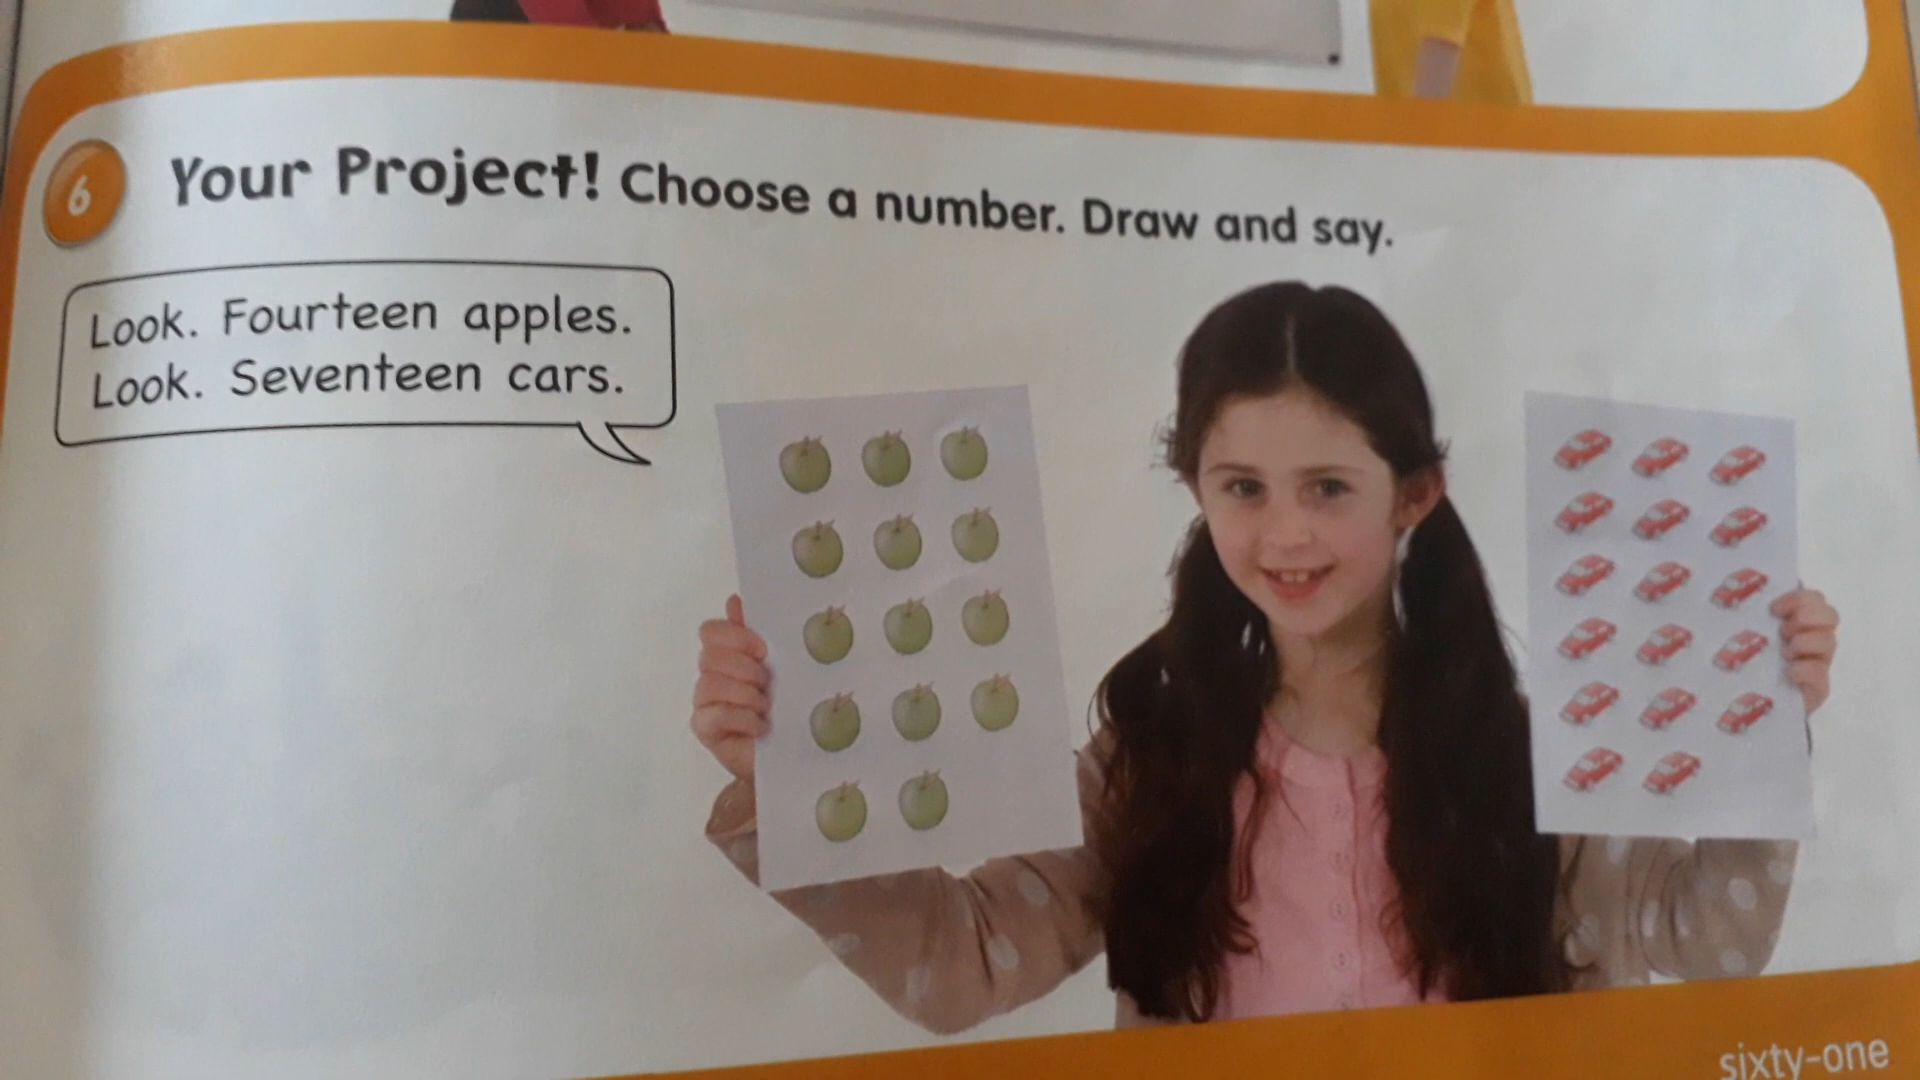 6 Your Project! Choose a number. Draw and say.
Look. Fourteen apples.
Look. Seventeen cars.
sixty-one